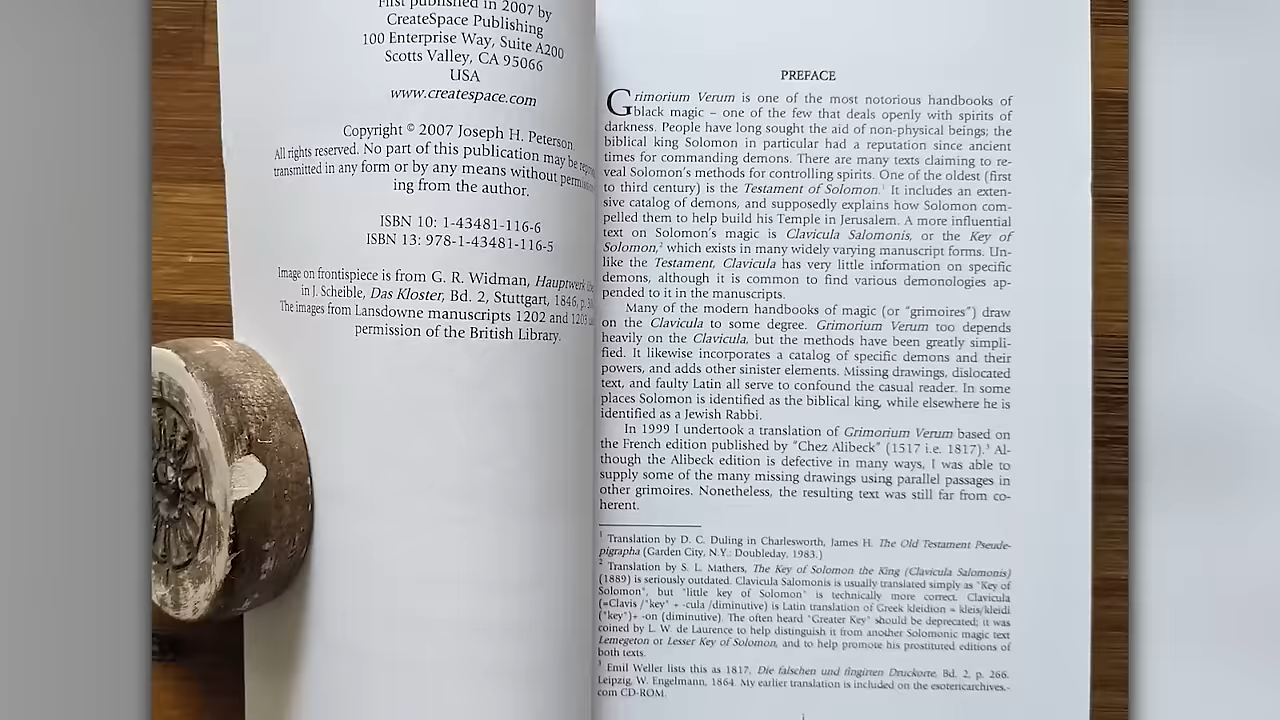 First published in 2007 by
CreateSpace Publishing
100 Enterprise Way, Suite A200
Scotts Valley, CA 95066
USA
www.createspace.com
Copyright © 2007 Joseph H. Peterson
All rights reserved. No part of this publication may be
transmitted in any form or by any means without
ing from the author.
ISBN 10: 1-43481-116-6
ISBN 13: 978-1-43481-116-5
Image on frontispiece is from G. R. Widman, Hauptwerk
in J. Scheible, Das Kloster, Bd. 2, Stuttgart, 1846, p.
The images from Lansdowne manuscripts 1202 and 1203
permission of the British Library.
PREFACE
Grimorium Verum is one of the most notorious handbooks of
black magic – one of the few that deals openly with spirits of
darkness. People have long sought the aid of non-physical beings; the
biblical king Solomon in particular had a reputation since ancient
times for commanding demons. There are many texts claiming to re-
veal Solomon's methods for controlling spirits. One of the oldest (first
to third century) is the Testament of Solomon.¹ It includes an exten-
sive catalog of demons, and supposedly explains how Solomon com-
pelled them to help build his Temple in Jerusalem. A more influential
text on Solomon's magic is Clavicula Salomonis, or the Key of
Solomon,² which exists in many widely varying manuscript forms. Un-
like the Testament, Clavicula has very little information on specific
demons, although it is common to find various demonologies ap-
pended to it in the manuscripts.
Many of the modern handbooks of magic (or "grimoires") draw
on the Clavicula to some degree. Grimorium Verum too depends
heavily on the Clavicula, but the methods have been greatly simpli-
fied. It likewise incorporates a catalog of specific demons and their
powers, and adds other sinister elements. Missing drawings, dislocated
text, and faulty Latin all serve to confound the casual reader. In some
places Solomon is identified as the biblical king, while elsewhere he is
identified as a Jewish Rabbi.
In 1999 I undertook a translation of Grimorium Verum based on
the French edition published by "Chez Alibeck" (1517 i.e. 1817).³ Al-
though the Alibeck edition is defective in many ways, I was able to
supply some of the many missing drawings using parallel passages in
other grimoires. Nonetheless, the resulting text was still far from co-
herent.
¹ Translation by D. C. Duling in Charlesworth, James H. The Old Testament Pseude-
pigrapha (Garden City, N.Y.: Doubleday, 1983.)
² Translation by S. L. Mathers, The Key of Solomon the King (Clavicula Salomonis)
(1889) is seriously outdated. Clavicula Salomonis is usually translated simply as "Key of
Solomon", but "little key of Solomon" is technically more correct. Clavicula
(=Clavis /"key" + -cula /diminutive) is Latin translation of Greek kleidion = kleis/kleidi
("key")+ -on (diminutive). The often heard "Greater Key" should be deprecated; it was
coined by L. W. de Laurence to help distinguish it from another Solomonic magic text
Lemegeton or Lesser Key of Solomon, and to help promote his prostituted editions of
both texts.
³ Emil Weller lists this as 1817, Die falschen und fingirten Druckorte, Bd. 2, p. 266.
Leipzig, W. Engelmann, 1864. My earlier translation is included on the esotericarchives.-
com CD-ROM.